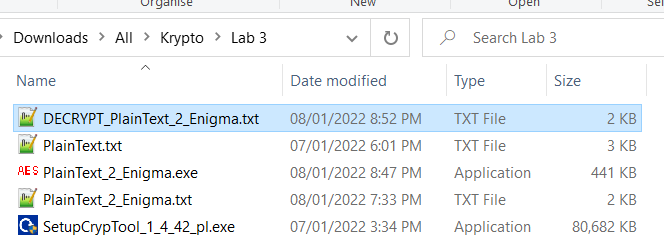 Organise New Open
Downloads > All > Krypto > Lab 3 Search Lab 3
Name Date modified Type Size
DECRYPT_PlainText_2_Enigma.txt 08/01/2022 8:52 PM TXT File 2 KB
PlainText.txt 07/01/2022 6:01 PM TXT File 3 KB
AES PlainText_2_Enigma.exe 08/01/2022 8:47 PM Application 441 KB
PlainText_2_Enigma.txt 08/01/2022 7:33 PM TXT File 2 KB
SetupCrypTool_1_4_42_pl.exe 07/01/2022 3:34 PM Application 80,682 KB